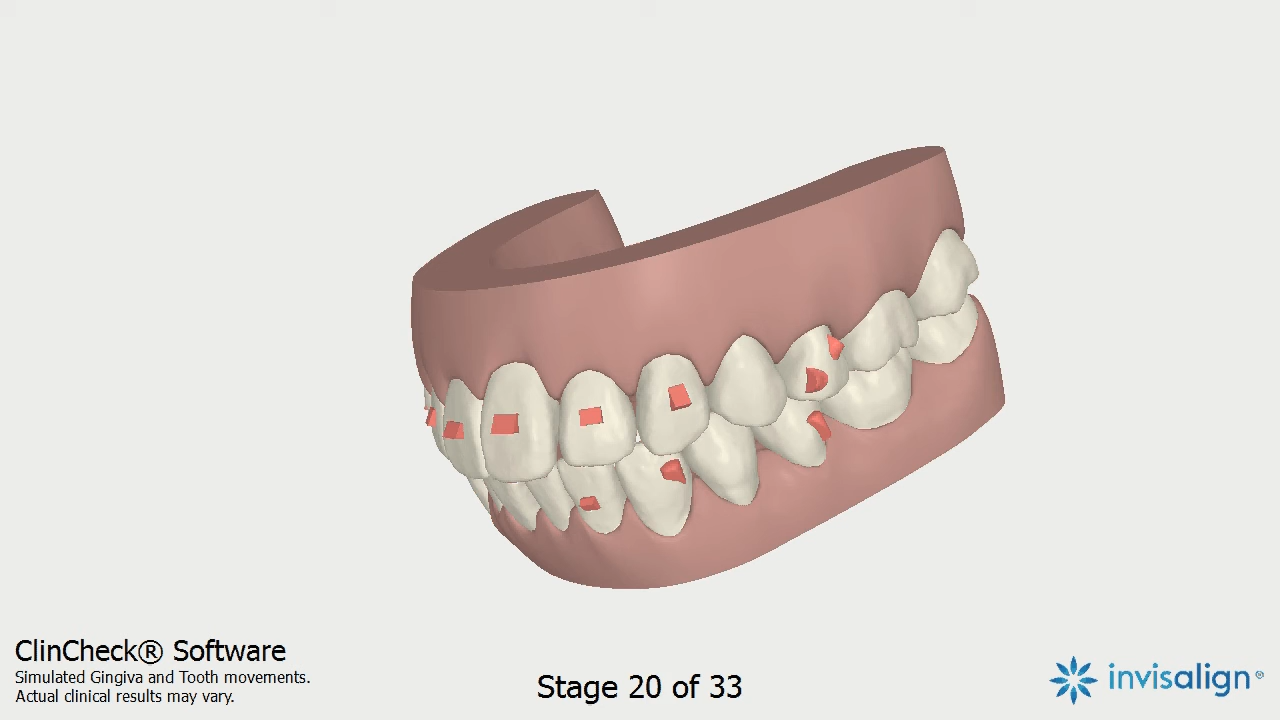 ClinCheck® Software
Simulated Gingiva and Tooth movements.
Actual clinical results may vary.
Stage 20 of 33
invisalign®